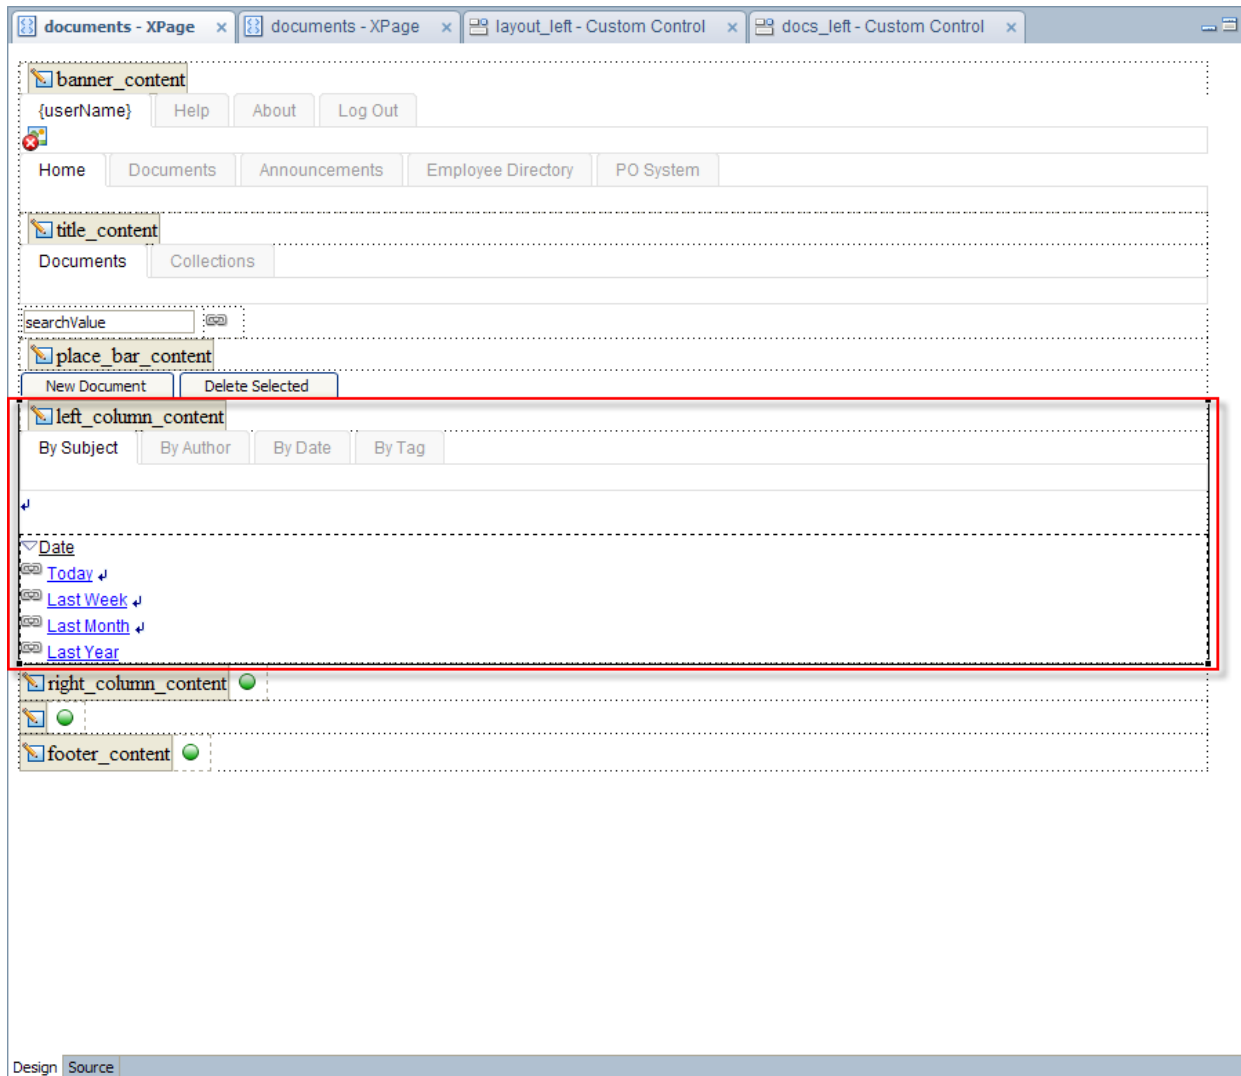 documents - XPage documents - XPage layout_left - Custom Control docs_left - Custom Control
banner_content
{userName} Help About Log Out
Home Documents Announcements Employee Directory PO System
title_content
Documents Collections
searchValue
place_bar_content
New Document Delete Selected
left_column_content
By Subject By Author By Date By Tag
Date
Today
Last Week
Last Month
Last Year
right_column_content
footer_content
Design Source